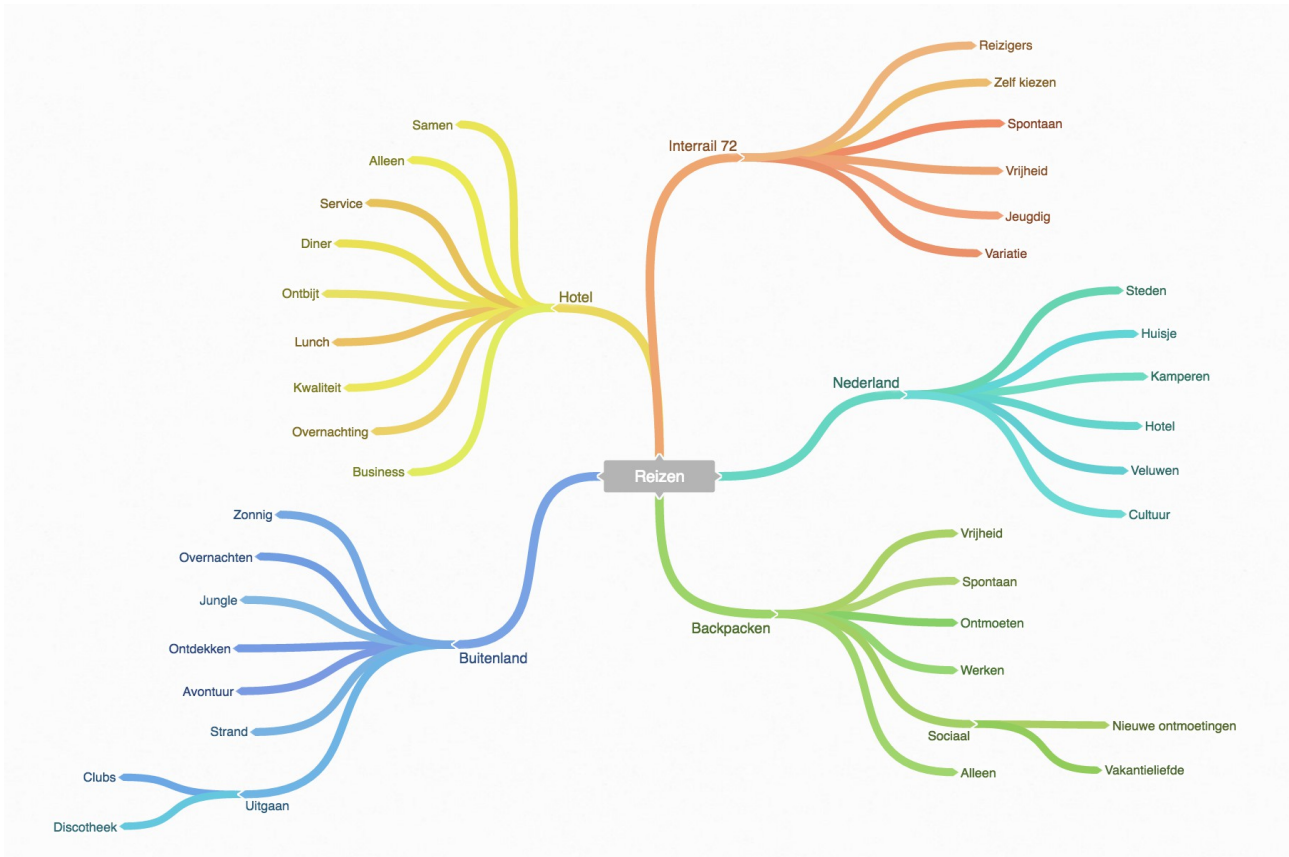 Reizen
Interrail 72
Reizigers
Zelf kiezen
Spontaan
Vrijheid
Jeugdig
Variatie
Nederland
Steden
Huisje
Kamperen
Hotel
Veluwen
Cultuur
Backpacken
Vrijheid
Spontaan
Ontmoeten
Werken
Sociaal
Nieuwe ontmoetingen
Vakantieliefde
Alleen
Hotel
Samen
Alleen
Service
Diner
Ontbijt
Lunch
Kwaliteit
Overnachting
Business
Buitenland
Zonnig
Overnachten
Jungle
Ontdekken
Avontuur
Strand
Uitgaan
Clubs
Discotheek